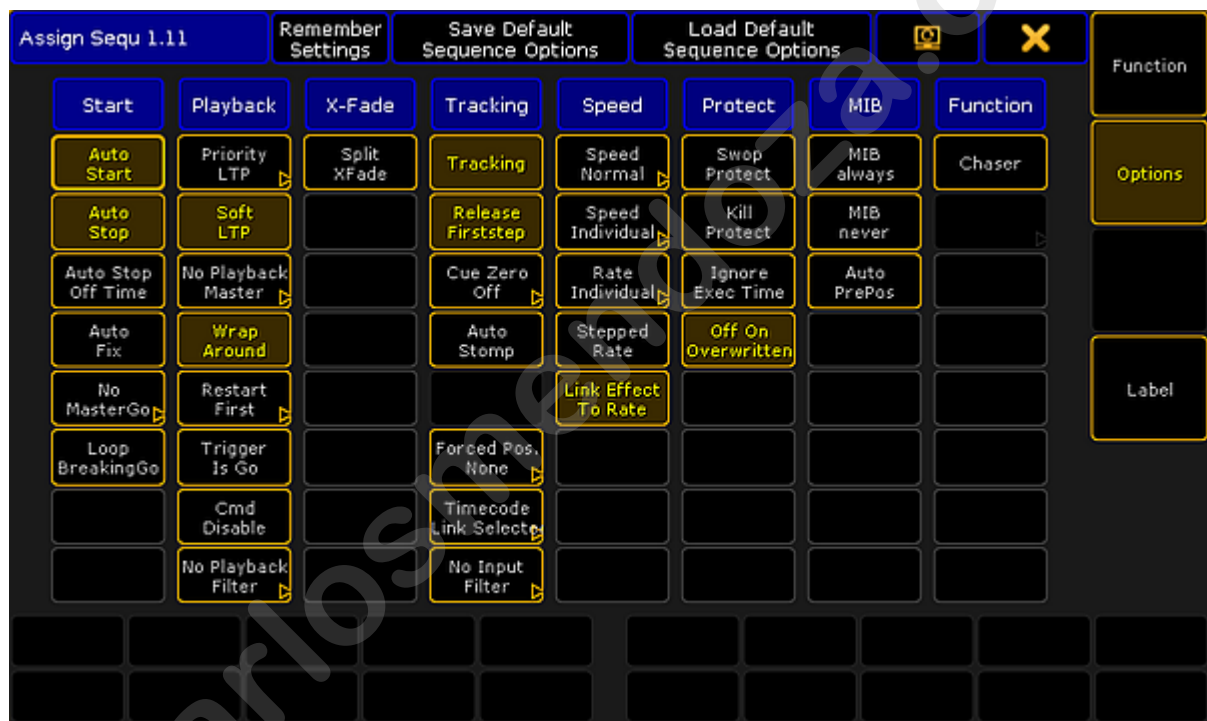 Assign Sequ 1.11
Remember
Settings
Save Default
Sequence Options
Load Default
Sequence Options
Function
Options
Label
Start
Playback
X-Fade
Tracking
Speed
Protect
MIB
Function
Auto
Start
Priority
LTP
Split
XFade
Tracking
Speed
Normal
Swop
Protect
MIB
always
Chaser
Auto
Stop
Soft
LTP
Release
Firststep
Speed
Individual
Kill
Protect
MIB
never
Auto Stop
Off Time
No Playback
Master
Cue Zero
Off
Rate
Individual
Ignore
Exec Time
Auto
PrePos
Auto
Fix
Wrap
Around
Auto
Stomp
Stepped
Rate
Off On
Overwritten
No
MasterGo
Restart
First
Link Effect
To Rate
Loop
BreakingGo
Trigger
Is Go
Forced Pos.
None
Cmd
Disable
Timecode
Link Selecte
No Playback
Filter
No Input
Filter
arlosmendoza.c